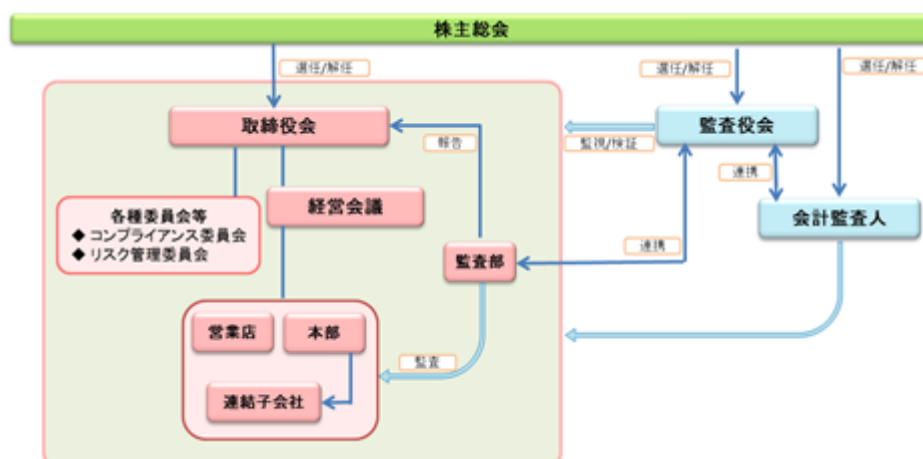 株主総会
選任/解任
選任/解任
選任/解任
取締役会
監査役会
報告
監視/検証
連携
各種委員会等
◆ コンプライアンス委員会
◆ リスク管理委員会
経営会議
会計監査人
監査部
連携
営業店
本部
監査
連結子会社